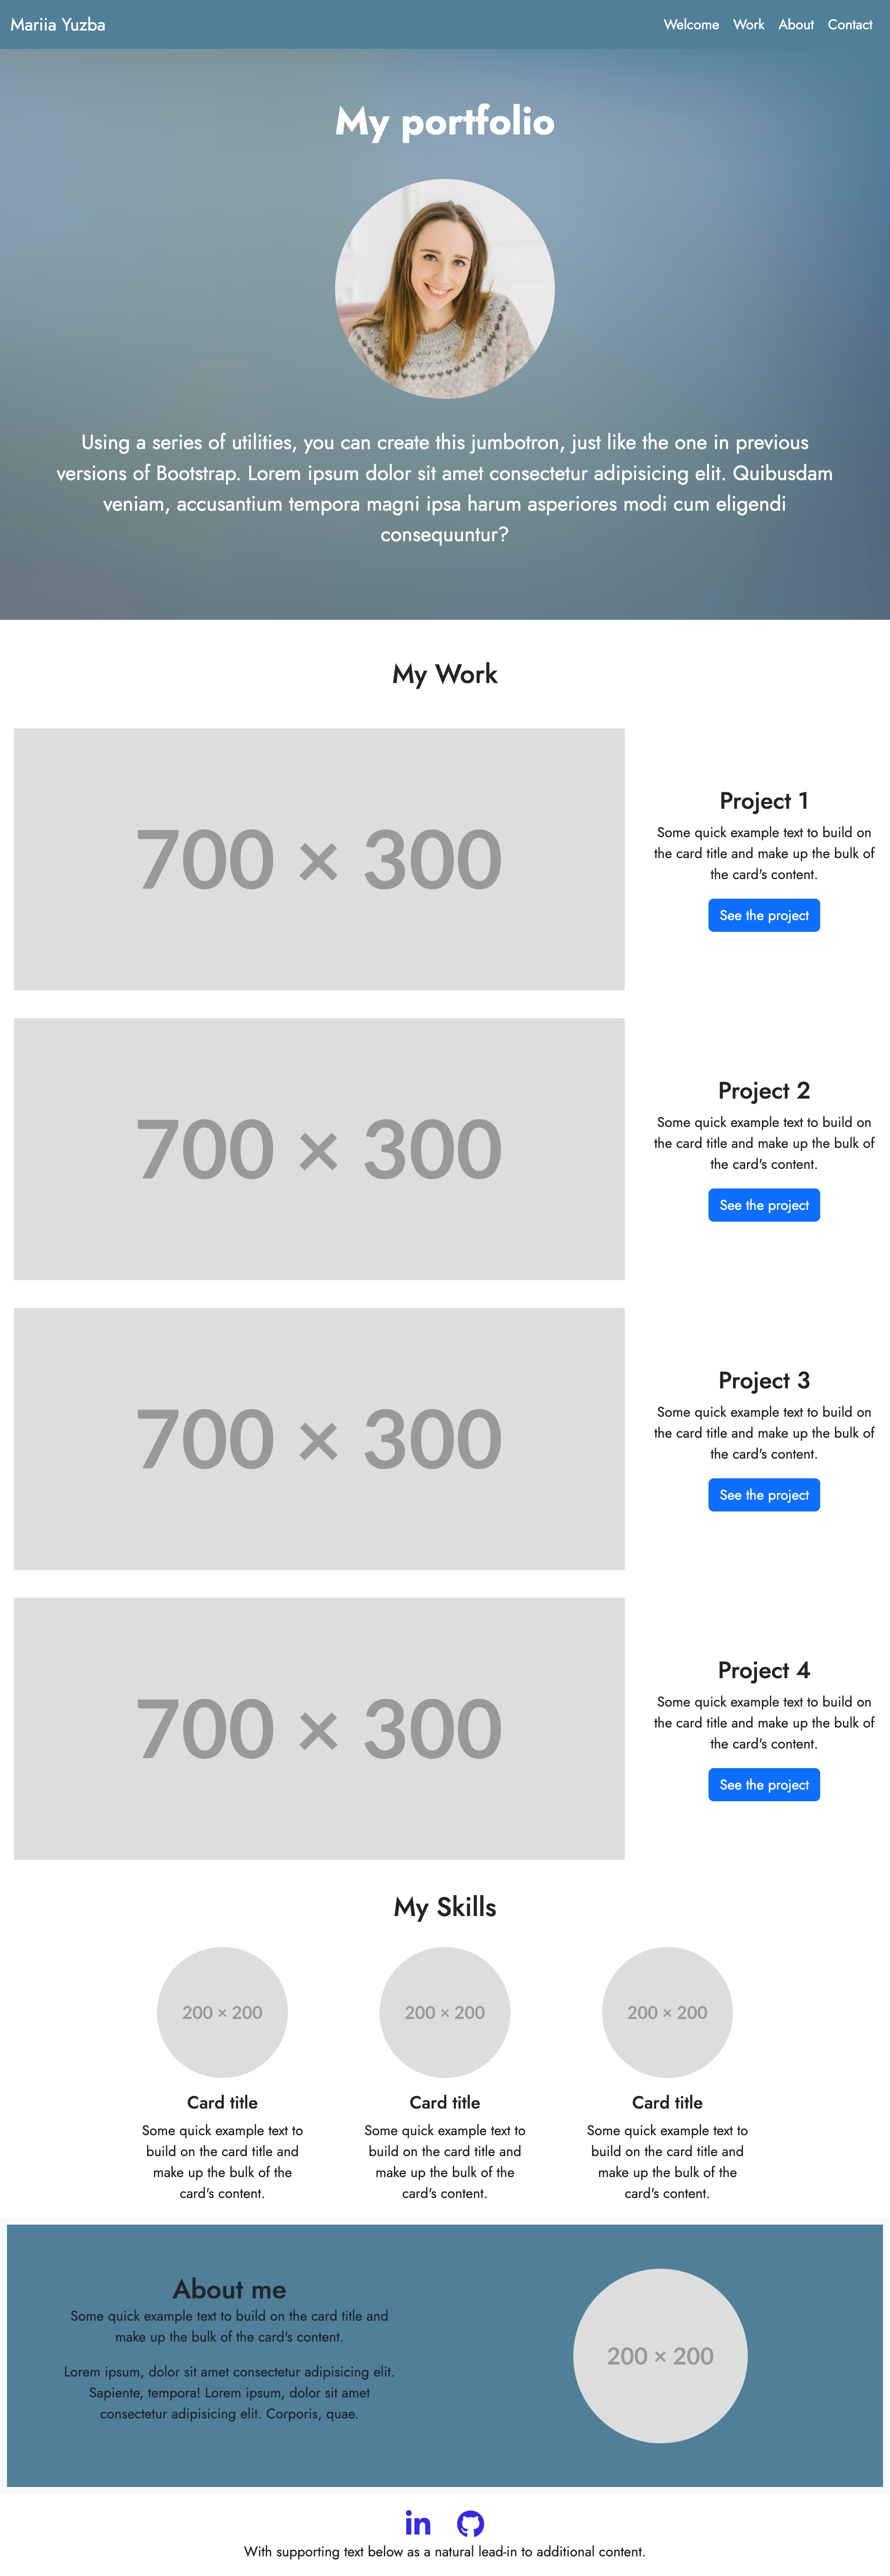 Mariia Yuzba
Welcome Work About Contact
My portfolio
Using a series of utilities, you can create this jumbotron, just like the one in previous
versions of Bootstrap. Lorem ipsum dolor sit amet consectetur adipisicing elit. Quibusdam
veniam, accusantium tempora magni ipsa harum asperiores modi cum eligendi
consequuntur?
My Work
700 × 300
Project 1
Some quick example text to build on
the card title and make up the bulk of
the card's content.
See the project
700 × 300
Project 2
Some quick example text to build on
the card title and make up the bulk of
the card's content.
See the project
700 × 300
Project 3
Some quick example text to build on
the card title and make up the bulk of
the card's content.
See the project
700 × 300
Project 4
Some quick example text to build on
the card title and make up the bulk of
the card's content.
See the project
My Skills
200 × 200
Card title
Some quick example text to
build on the card title and
make up the bulk of the
card's content.
200 × 200
Card title
Some quick example text to
build on the card title and
make up the bulk of the
card's content.
200 × 200
Card title
Some quick example text to
build on the card title and
make up the bulk of the
card's content.
About me
Some quick example text to build on the card title and
make up the bulk of the card's content.
Lorem ipsum, dolor sit amet consectetur adipisicing elit.
Sapiente, tempora! Lorem ipsum, dolor sit amet
consectetur adipisicing elit. Corporis, quae.
200 × 200
in
With supporting text below as a natural lead-in to additional content.